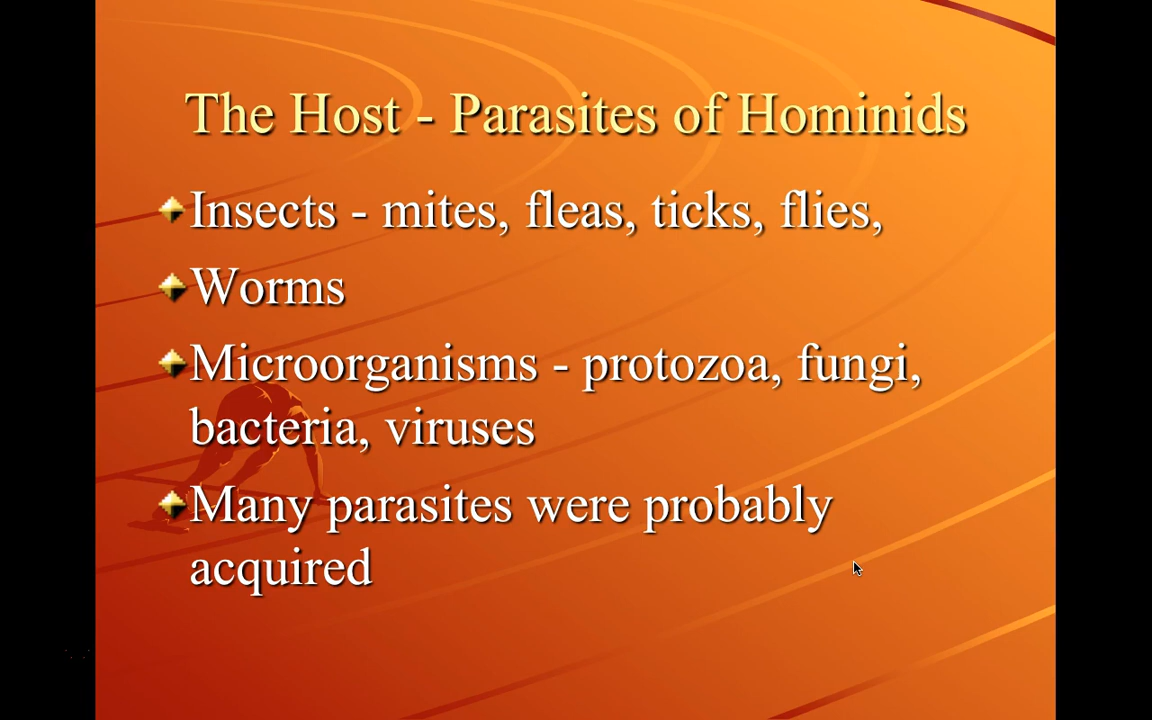 The Host - Parasites of Hominids
Insects - mites, fleas, ticks, flies,
Worms
Microorganisms - protozoa, fungi,
bacteria, viruses
Many parasites were probably
acquired